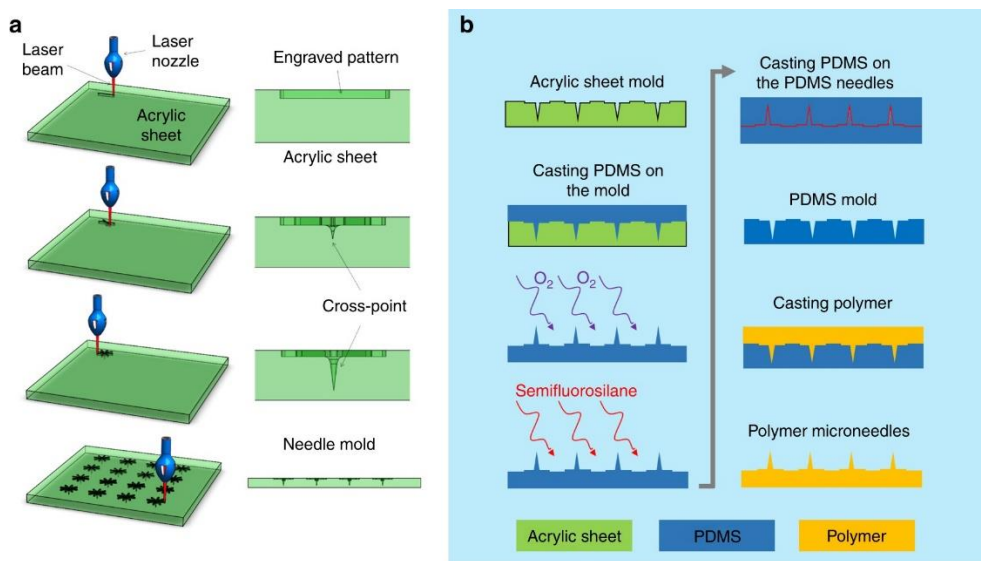 a
Laser
beam
Laser
nozzle
Acrylic
sheet
Engraved pattern
Acrylic sheet
Cross-point
Needle mold
b
Acrylic sheet mold
Casting PDMS on
the mold
O₂
O₂
Semifluorosilane
Casting PDMS on
the PDMS needles
PDMS mold
Casting polymer
Polymer microneedles
Acrylic sheet
PDMS
Polymer